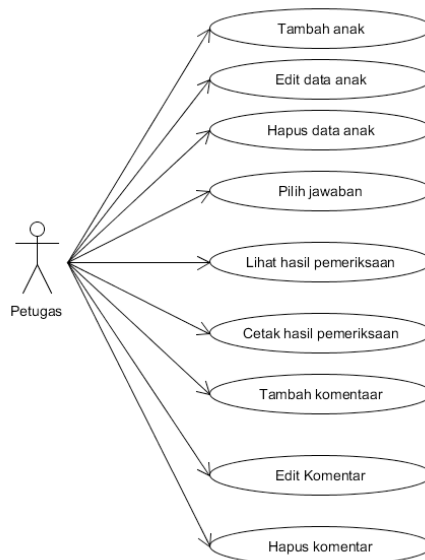 Tambah anak
Edit data anak
Hapus data anak
Pilih jawaban
Lihat hasil pemeriksaan
Petugas
Cetak hasil pemeriksaan
Tambah komentaar
Edit Komentar
Hapus komentar